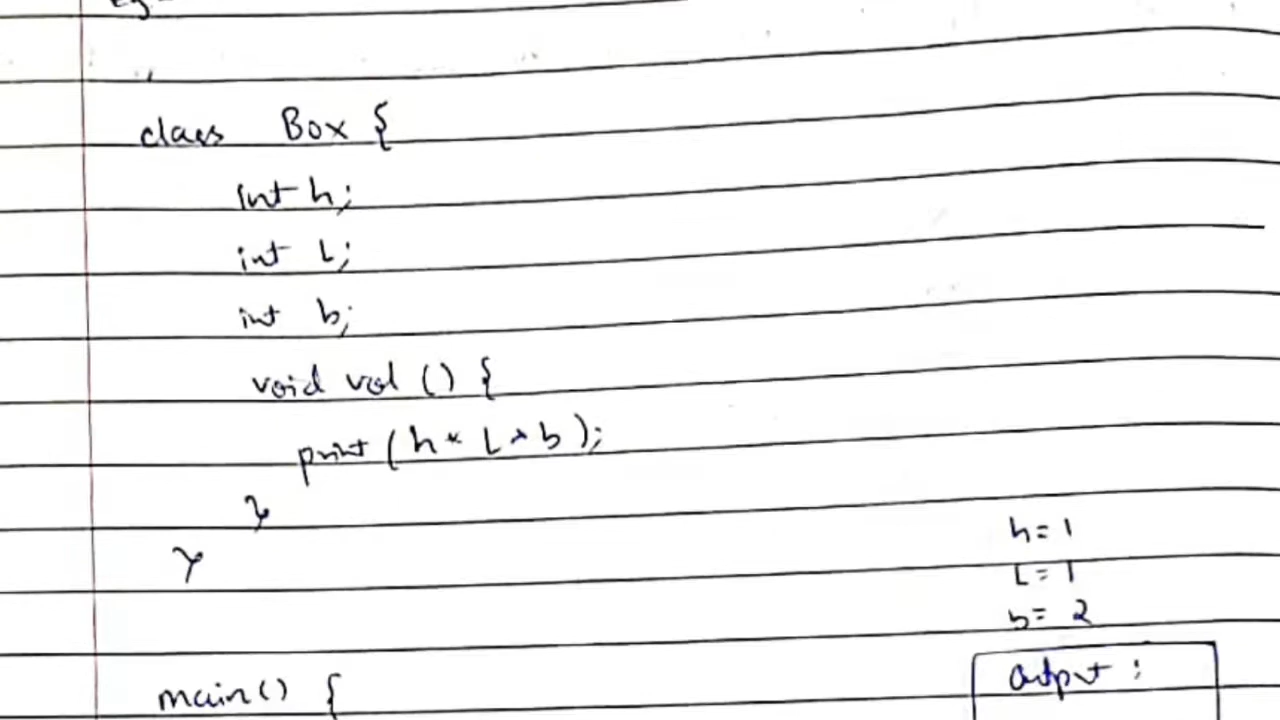 class Box {
int h;
int L;
int b;
void vol () {
print (h * L * b );
}
}
h = 1
L = 1
b = 2
main() {
output :